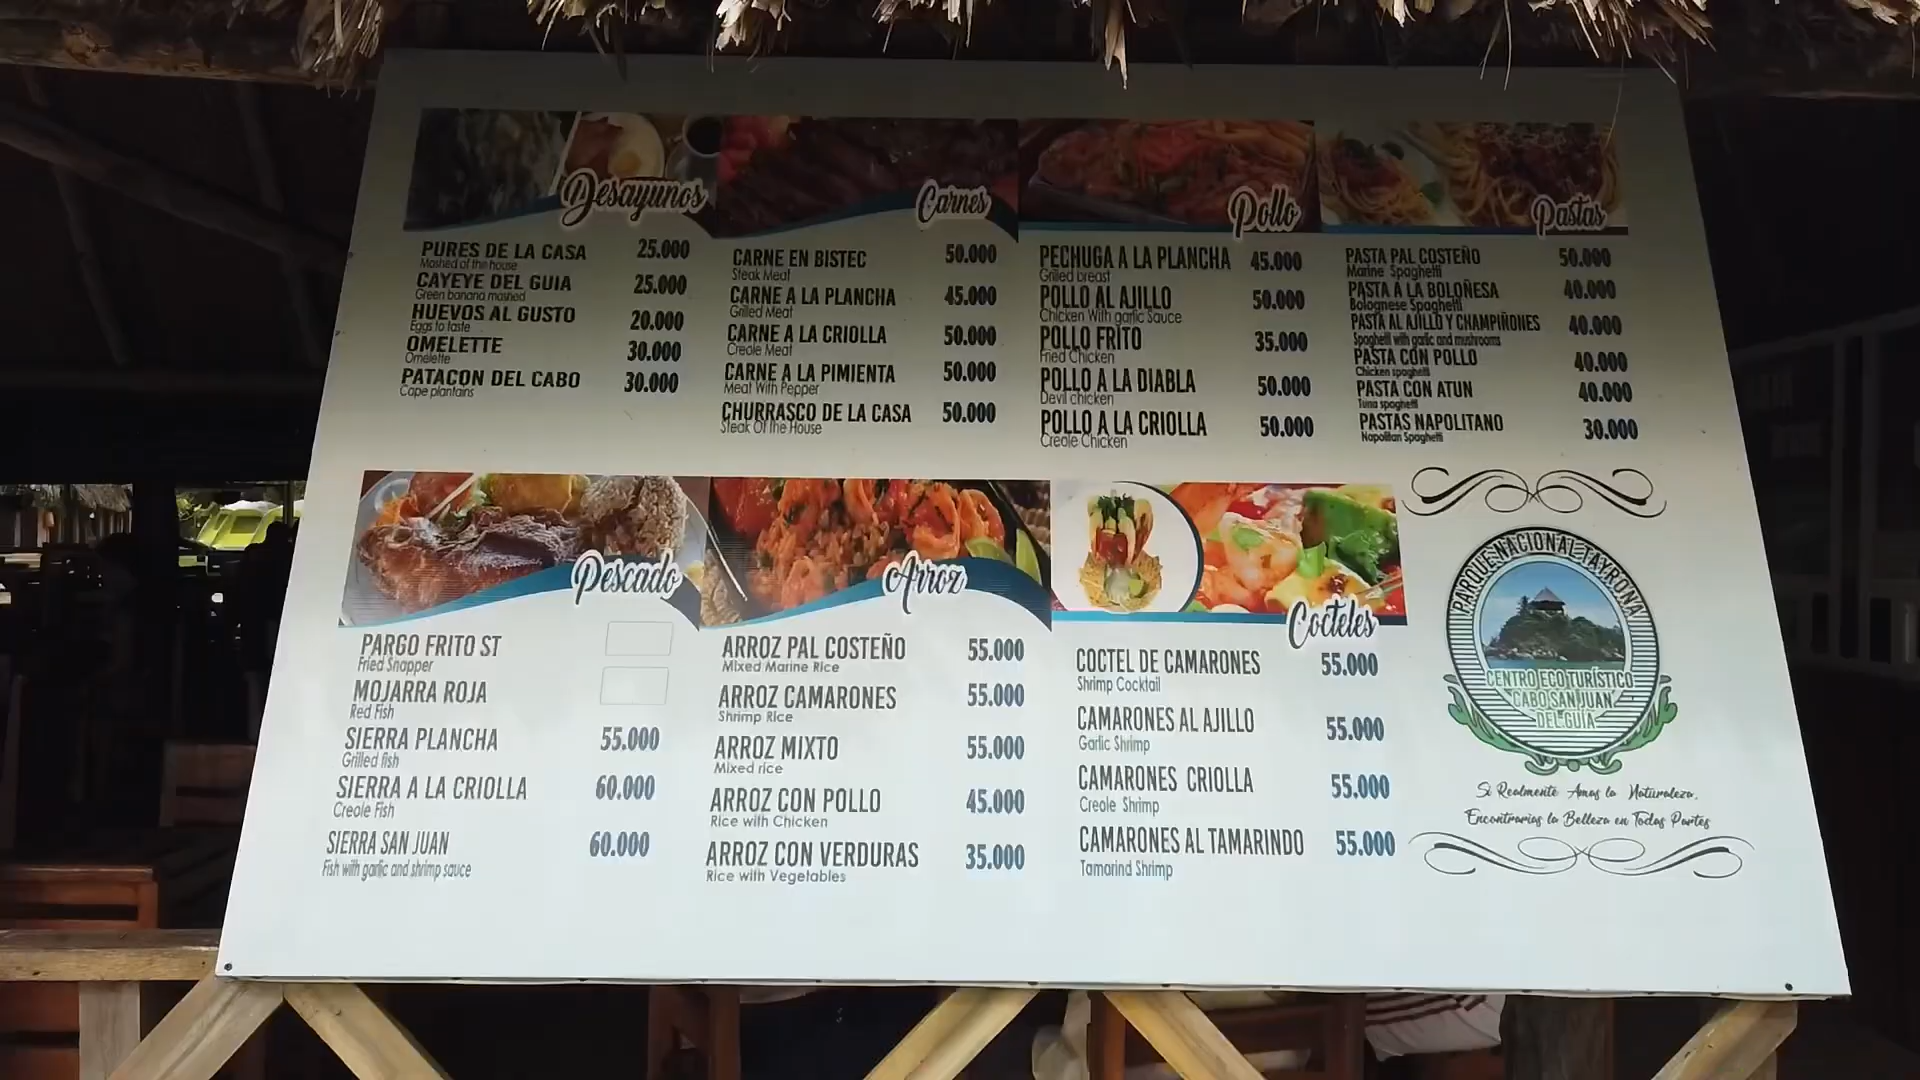 Desayunos
PURES DE LA CASA 25.000
Mashed of the house
CAYEYE DEL GUIA 25.000
Green banana mashed
HUEVOS AL GUSTO 20.000
Eggs to taste
OMELETTE 30.000
Omelette
PATACON DEL CABO 30.000
Cape plantains
Carnes
CARNE EN BISTEC 50.000
Steak Meat
CARNE A LA PLANCHA 45.000
Grilled Meat
CARNE A LA CRIOLLA 50.000
Creole Meat
CARNE A LA PIMIENTA 50.000
Meat With Pepper
CHURRASCO DE LA CASA 50.000
Steak Of the House
Pollo
PECHUGA A LA PLANCHA 45.000
Grilled breast
POLLO AL AJILLO 50.000
Chicken With garlic Sauce
POLLO FRITO 35.000
Fried Chicken
POLLO A LA DIABLA 50.000
Devil chicken
POLLO A LA CRIOLLA 50.000
Creole Chicken
Pastas
PASTA PAL COSTEÑO 50.000
Marine Spaghetti
PASTA A LA BOLOÑESA 40.000
Bolognese Spaghetti
PASTA AL AJILLO Y CHAMPIÑONES 40.000
Spaghetti with garlic and mushrooms
PASTA CON POLLO 40.000
Chicken spaghetti
PASTA CON ATUN 40.000
Tuna spaghetti
PASTAS NAPOLITANO 30.000
Napolitan Spaghetti
Pescado
PARGO FRITO ST
Fried Snapper
MOJARRA ROJA
Red Fish
SIERRA PLANCHA 55.000
Grilled fish
SIERRA A LA CRIOLLA 60.000
Creole Fish
SIERRA SAN JUAN 60.000
Fish with garlic and shrimp sauce
Arroz
ARROZ PAL COSTEÑO 55.000
Mixed Marine Rice
ARROZ CAMARONES 55.000
Shrimp Rice
ARROZ MIXTO 55.000
Mixed rice
ARROZ CON POLLO 45.000
Rice with Chicken
ARROZ CON VERDURAS 35.000
Rice with Vegetables
Cocteles
COCTEL DE CAMARONES 55.000
Shrimp Cocktail
CAMARONES AL AJILLO 55.000
Garlic Shrimp
CAMARONES CRIOLLA 55.000
Creole Shrimp
CAMARONES AL TAMARINDO 55.000
Tamarind Shrimp
PARQUE NACIONAL TAYRONA
CENTRO ECOTURÍSTICO
CABO SAN JUAN
DEL GUÍA
Si Realmente Amas la Naturaleza,
Encontrarias la Belleza en Todas Partes